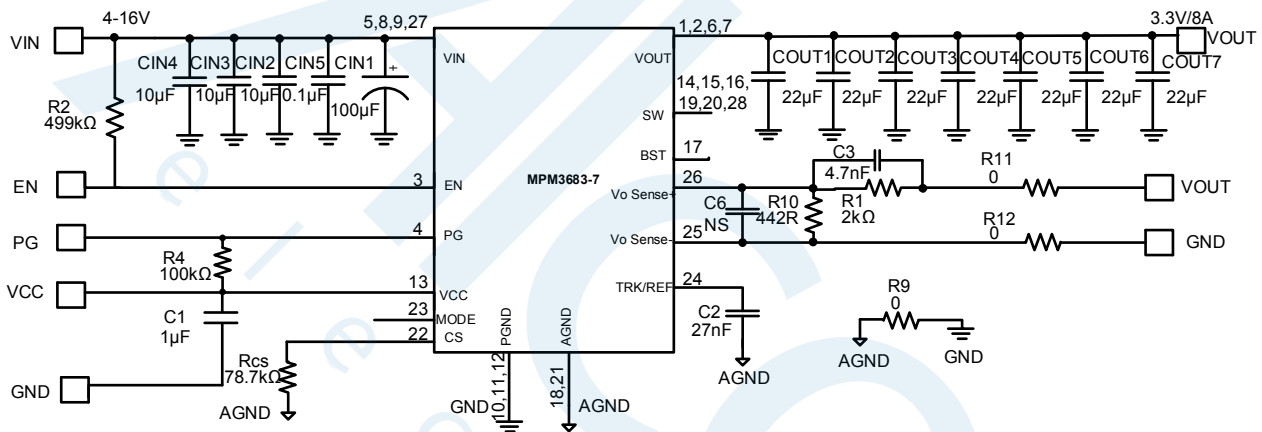 4-16V
5,8,9,27
1,2,6,7
3.3V/8A
VIN
VOUT
VIN
VOUT
CIN4
CIN3
CIN2
CIN5
CIN1
+
10µF
10µF
10µF
0.1µF
100µF
COUT1
COUT2
COUT3
COUT4
COUT5
COUT6
COUT7
22µF
22µF
22µF
22µF
22µF
22µF
22µF
14,15,16,
19,20,28
SW
R2
499kΩ
17
BST
C3
4.7nF
R11
0
EN
3
EN
MPM3683-7
26
Vo Sense+
C6
NS
R10
442R
R1
2kΩ
VOUT
PG
4
PG
Vo Sense-
25
R12
0
GND
R4
100kΩ
VCC
13
VCC
24
TRK/REF
C2
27nF
R9
0
C1
1µF
23
MODE
22
CS
PGND
AGND
AGND
GND
Rcs
78.7kΩ
AGND
GND
AGND
GND
10,11,12
18,21
AGND